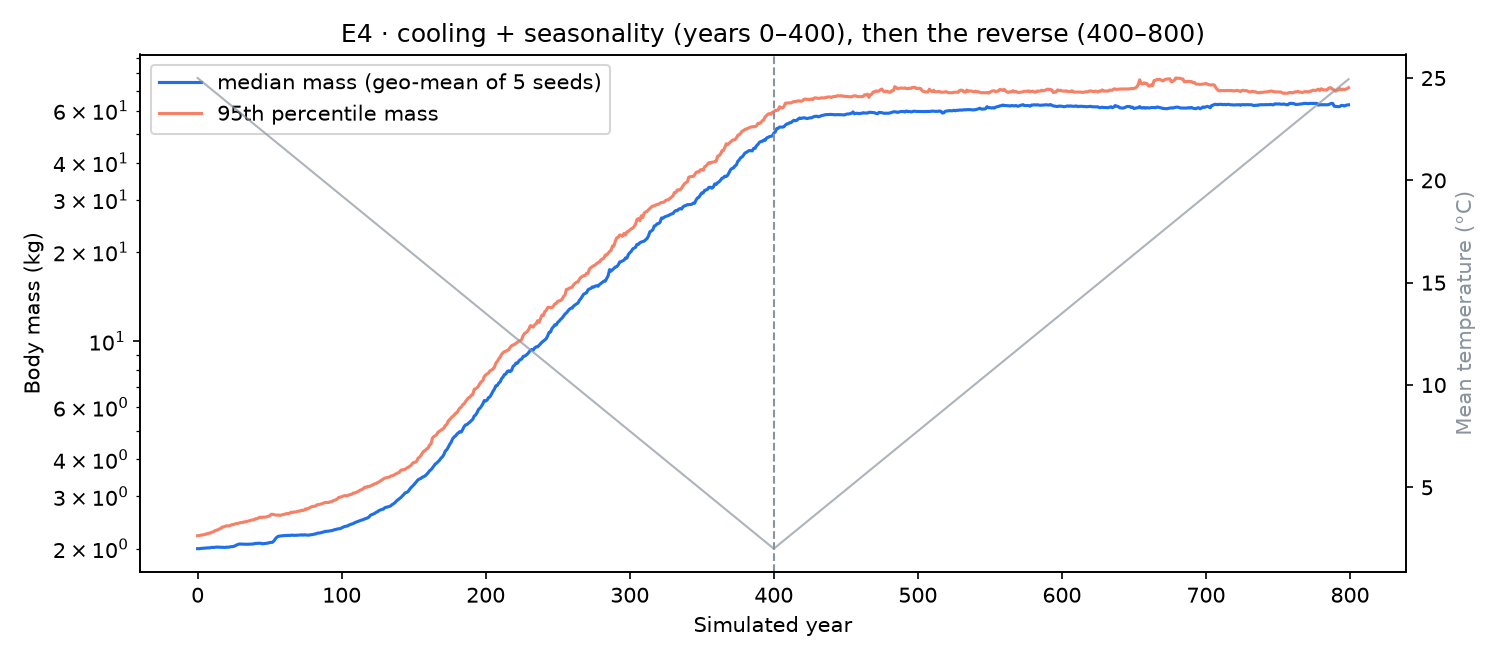 E4 · cooling + seasonality (years 0–400), then the reverse (400–800)
median mass (geo-mean of 5 seeds)
95th percentile mass
Body mass (kg)
6 × 10¹
4 × 10¹
3 × 10¹
2 × 10¹
10¹
6 × 10⁰
4 × 10⁰
3 × 10⁰
2 × 10⁰
25
20
15
10
5
Mean temperature (°C)
0 100 200 300 400 500 600 700 800
Simulated year